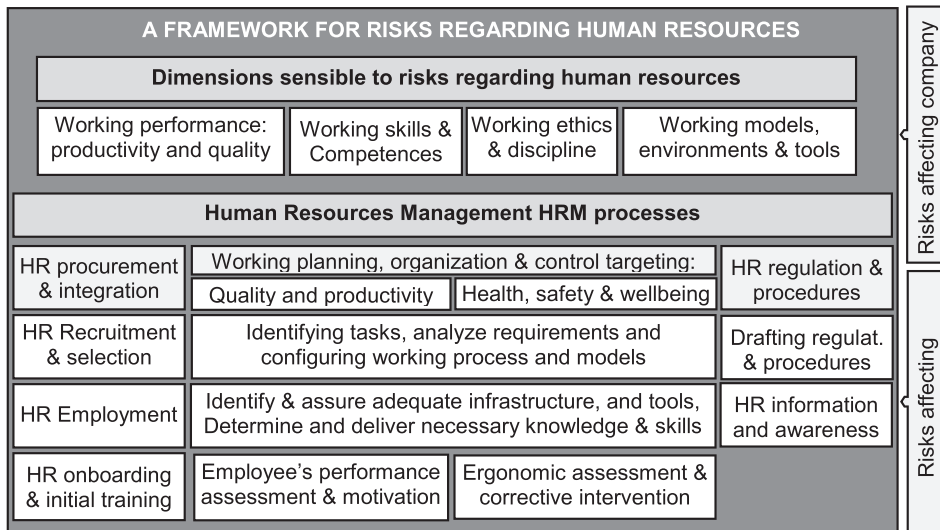 A FRAMEWORK FOR RISKS REGARDING HUMAN RESOURCES
Dimensions sensible to risks regarding human resources
Working performance:
productivity and quality
Working skills &
Competences
Working ethics
& discipline
Working models,
environments & tools
Risks affecting company
Human Resources Management HRM processes
HR procurement
& integration
Working planning, organization & control targeting:
Quality and productivity
Health, safety & wellbeing
HR regulation &
procedures
HR Recruitment
& selection
Identifying tasks, analyze requirements and
configuring working process and models
Drafting regulat.
& procedures
HR Employment
Identify & assure adequate infrastructure, and tools,
Determine and deliver necessary knowledge & skills
HR information
and awareness
HR onboarding
& initial training
Employee's performance
assessment & motivation
Ergonomic assessment &
corrective intervention
Risks affecting